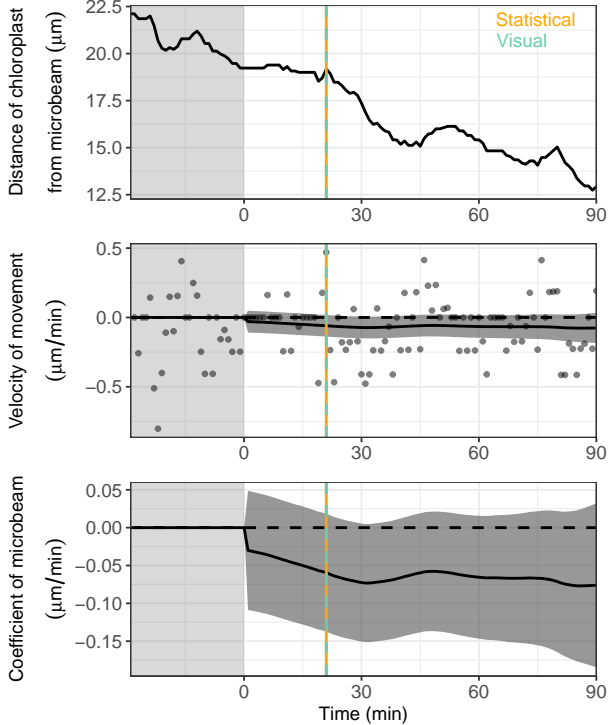 Distance of chloroplast
from microbeam (μm)
22.5
20.0
17.5
15.0
12.5
Statistical
Visual
0
30
60
90
Velocity of movement
(μm/min)
0.5
0.0
−0.5
0
30
60
90
Coefficient of microbeam
(μm/min)
0.05
0.00
−0.05
−0.10
−0.15
0
30
60
90
Time (min)